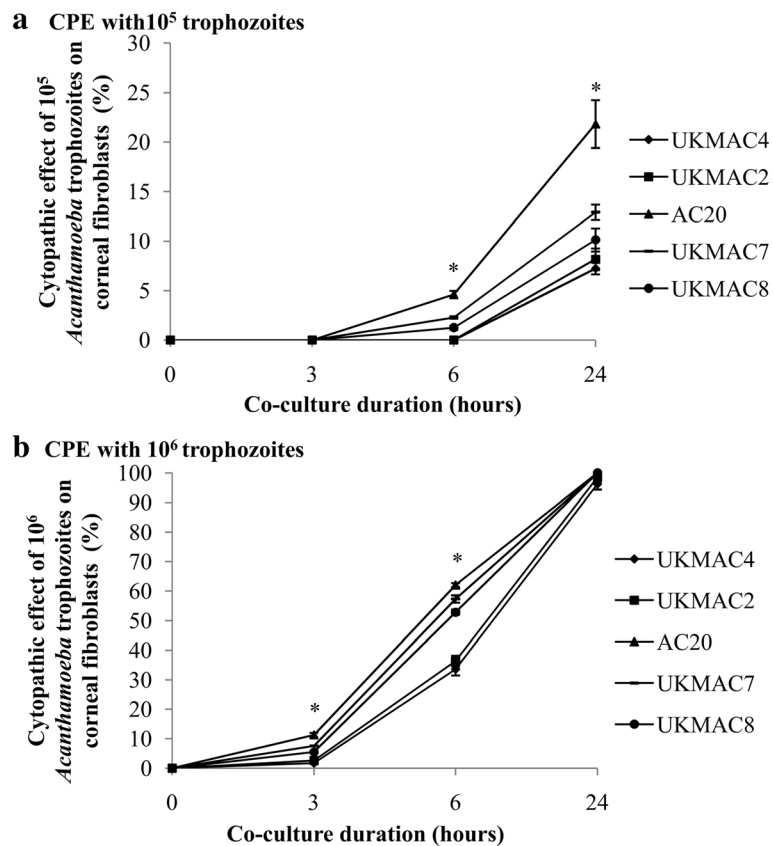 a CPE with10⁵ trophozoites
Cytopathic effect of 10⁵
Acanthamoeba trophozoites on
corneal fibroblasts (%)
30
25
20
15
10
5
0
*
*
0 3 6 24
Co-culture duration (hours)
UKMAC4
UKMAC2
AC20
UKMAC7
UKMAC8
b CPE with 10⁶ trophozoites
Cytopathic effect of 10⁶
Acanthamoeba trophozoites on
corneal fibroblasts (%)
100
90
80
70
60
50
40
30
20
10
0
*
*
0 3 6 24
Co-culture duration (hours)
UKMAC4
UKMAC2
AC20
UKMAC7
UKMAC8